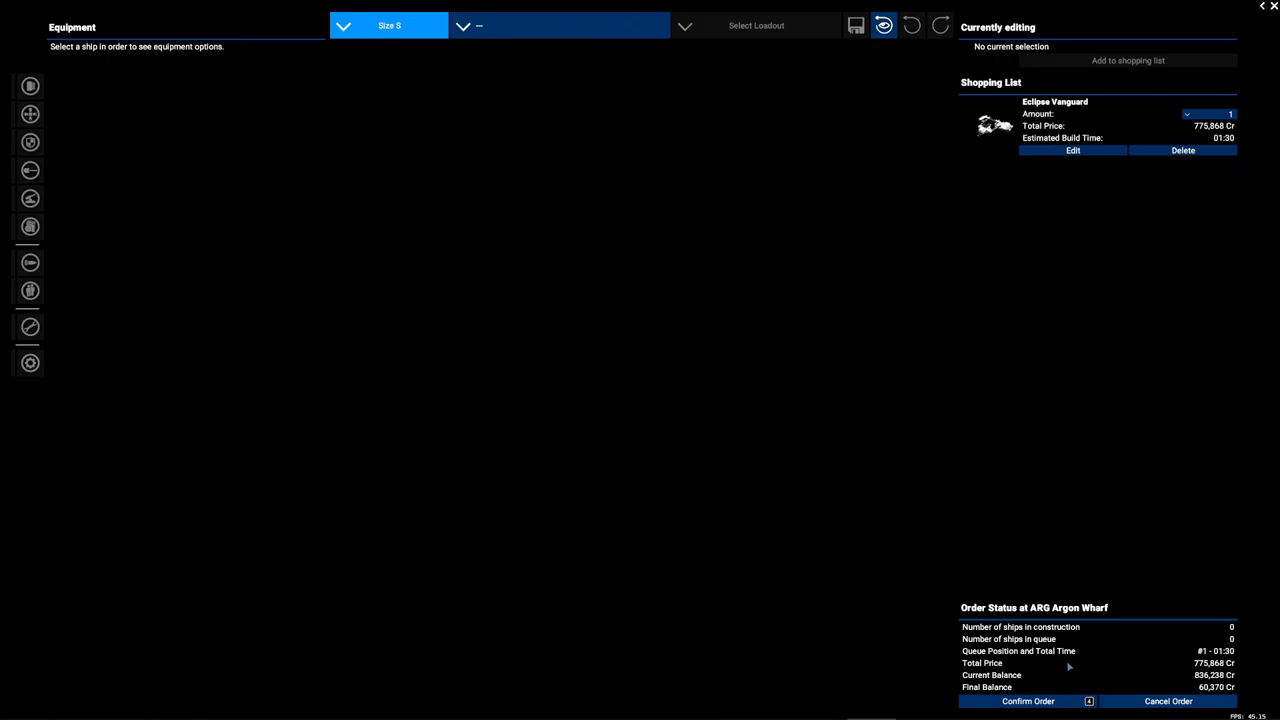 Equipment
Select a ship in order to see equipment options.
Size S
--
Select Loadout
Currently editing
No current selection
Add to shopping list
Shopping List
Eclipse Vanguard
Amount: 1
Total Price: 775,868 Cr
Estimated Build Time: 01:30
Edit Delete
Order Status at ARG Argon Wharf
Number of ships in construction 0
Number of ships in queue 0
Queue Position and Total Time #1 - 01:30
Total Price 775,868 Cr
Current Balance 836,238 Cr
Final Balance 60,370 Cr
Confirm Order 4 Cancel Order
FPS: 45.15